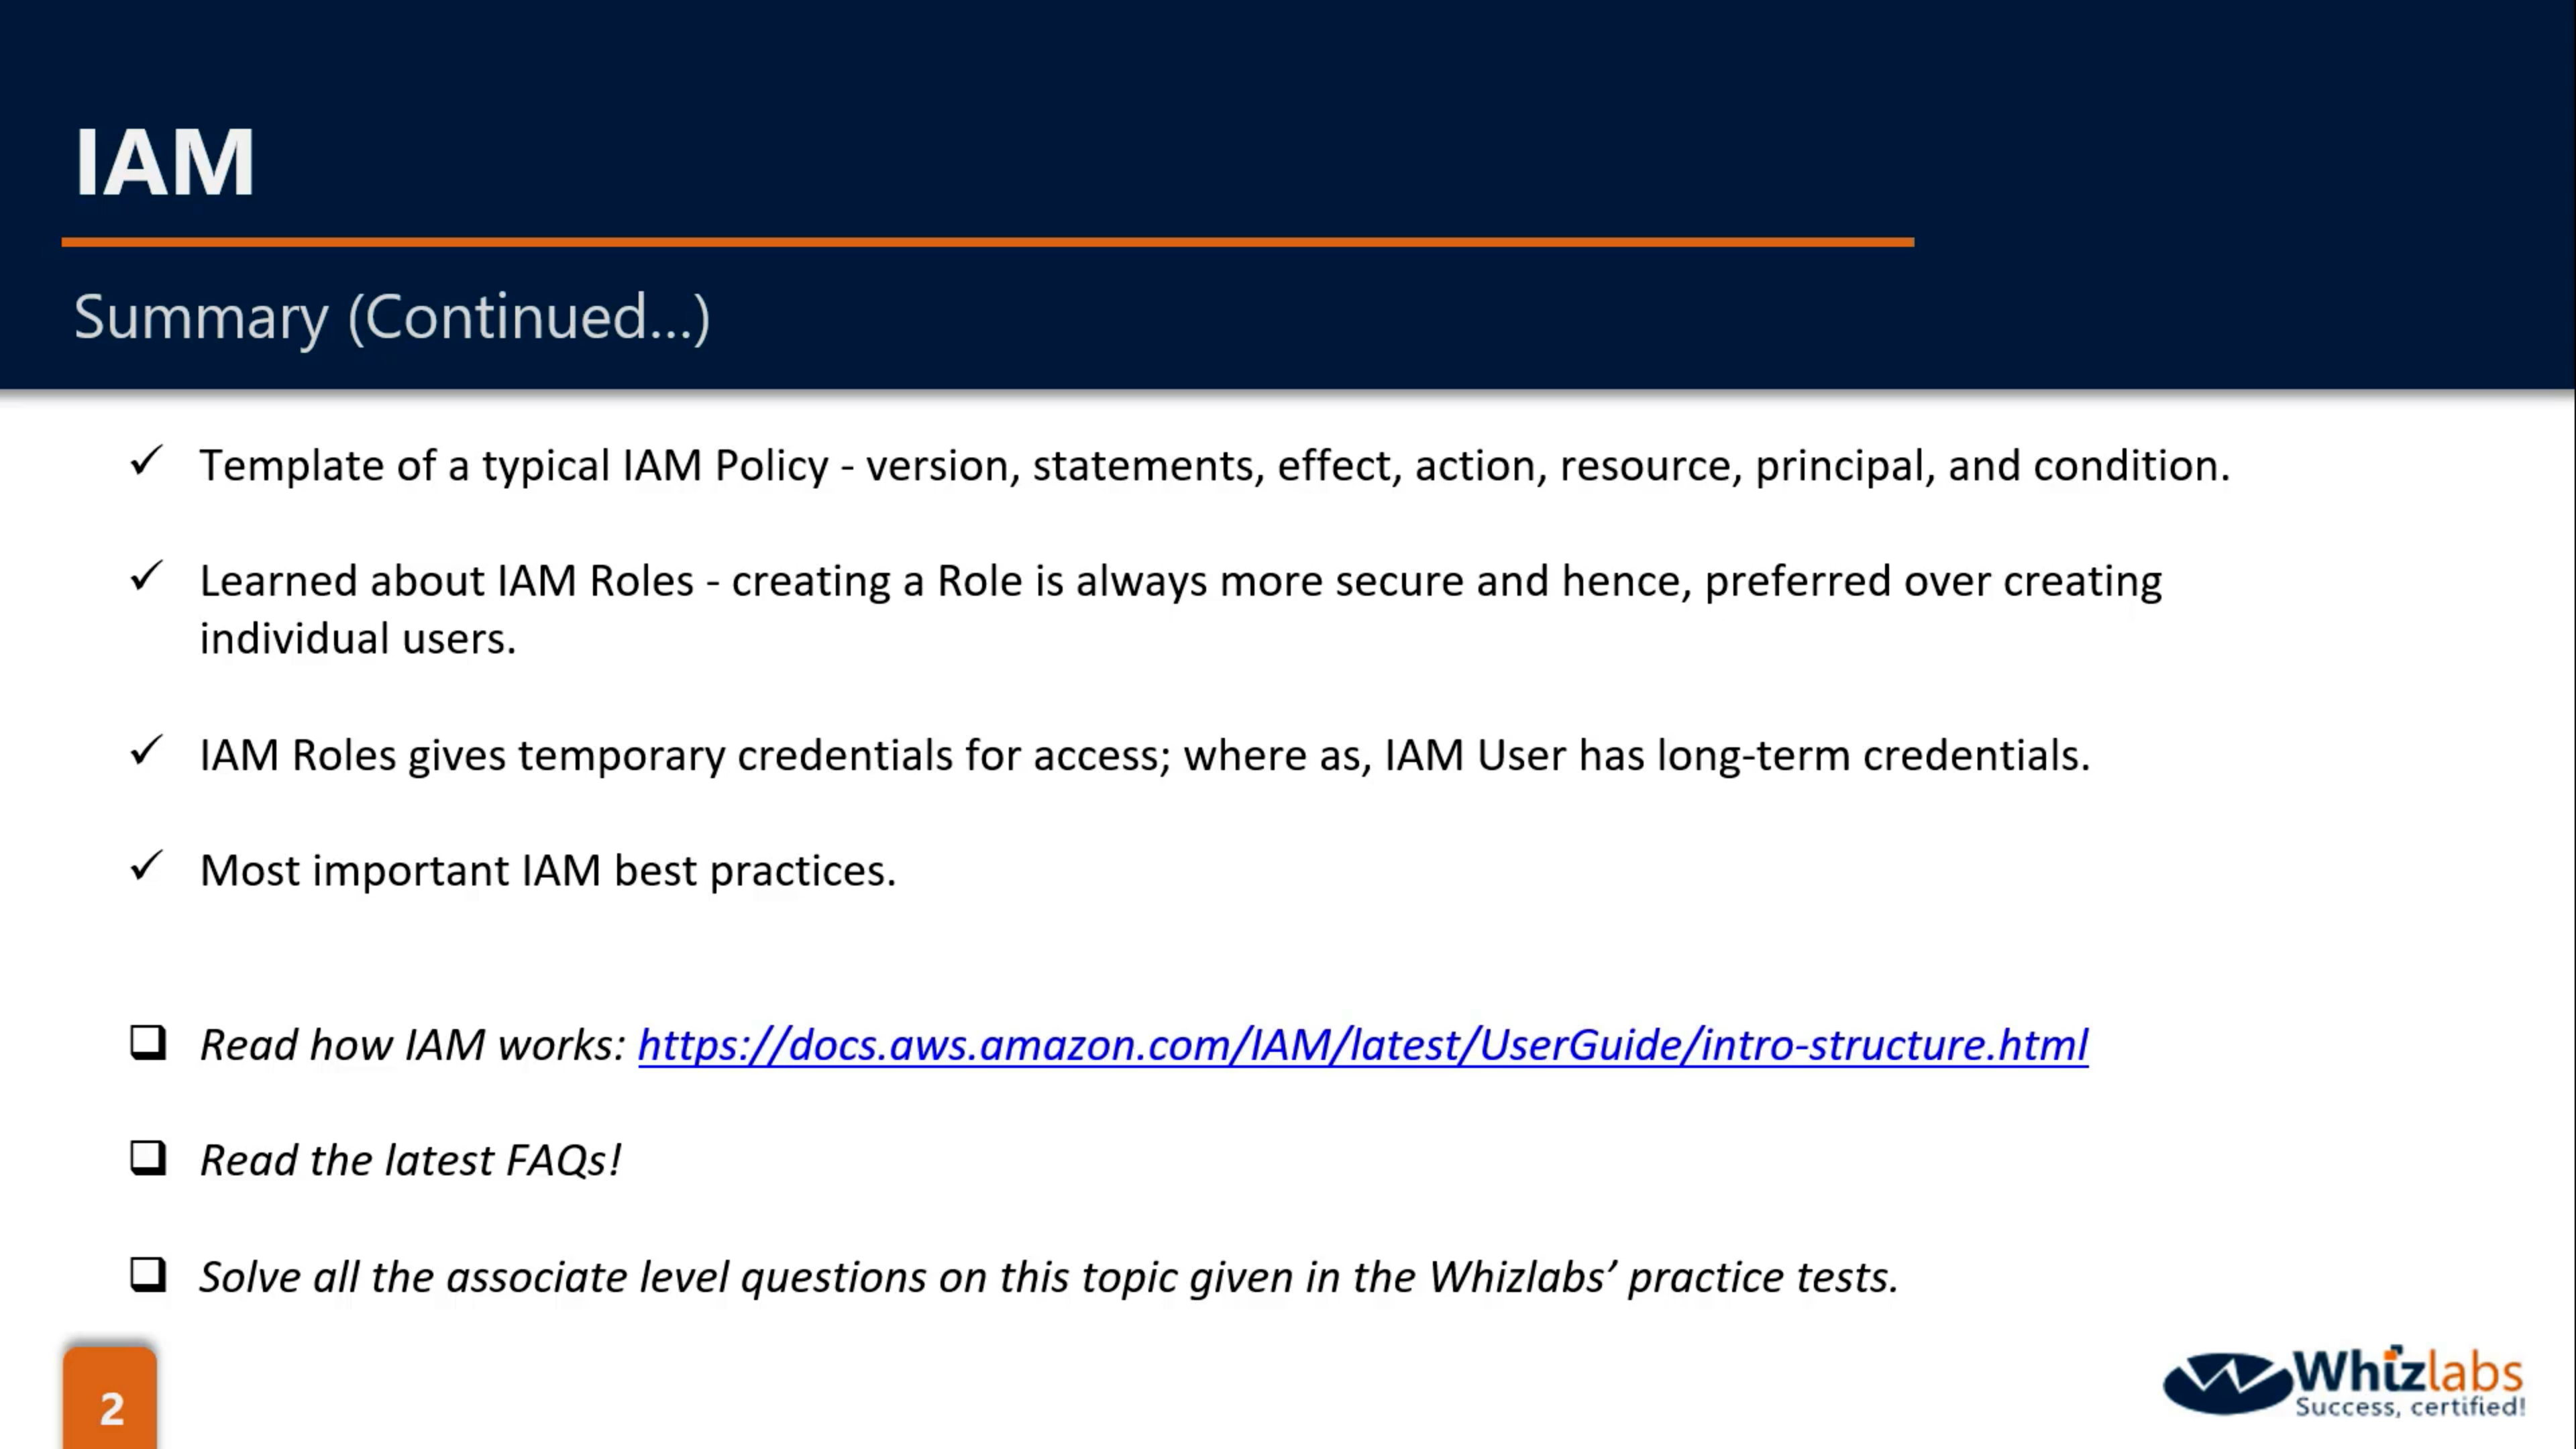 IAM
Summary (Continued...)
Template of a typical IAM Policy - version, statements, effect, action, resource, principal, and condition.
Learned about IAM Roles - creating a Role is always more secure and hence, preferred over creating
individual users.
IAM Roles gives temporary credentials for access; where as, IAM User has long-term credentials.
Most important IAM best practices.
Read how IAM works: https://docs.aws.amazon.com/IAM/latest/UserGuide/intro-structure.html
Read the latest FAQs!
Solve all the associate level questions on this topic given in the Whizlabs’ practice tests.
2
Whizlabs
Success, certified!